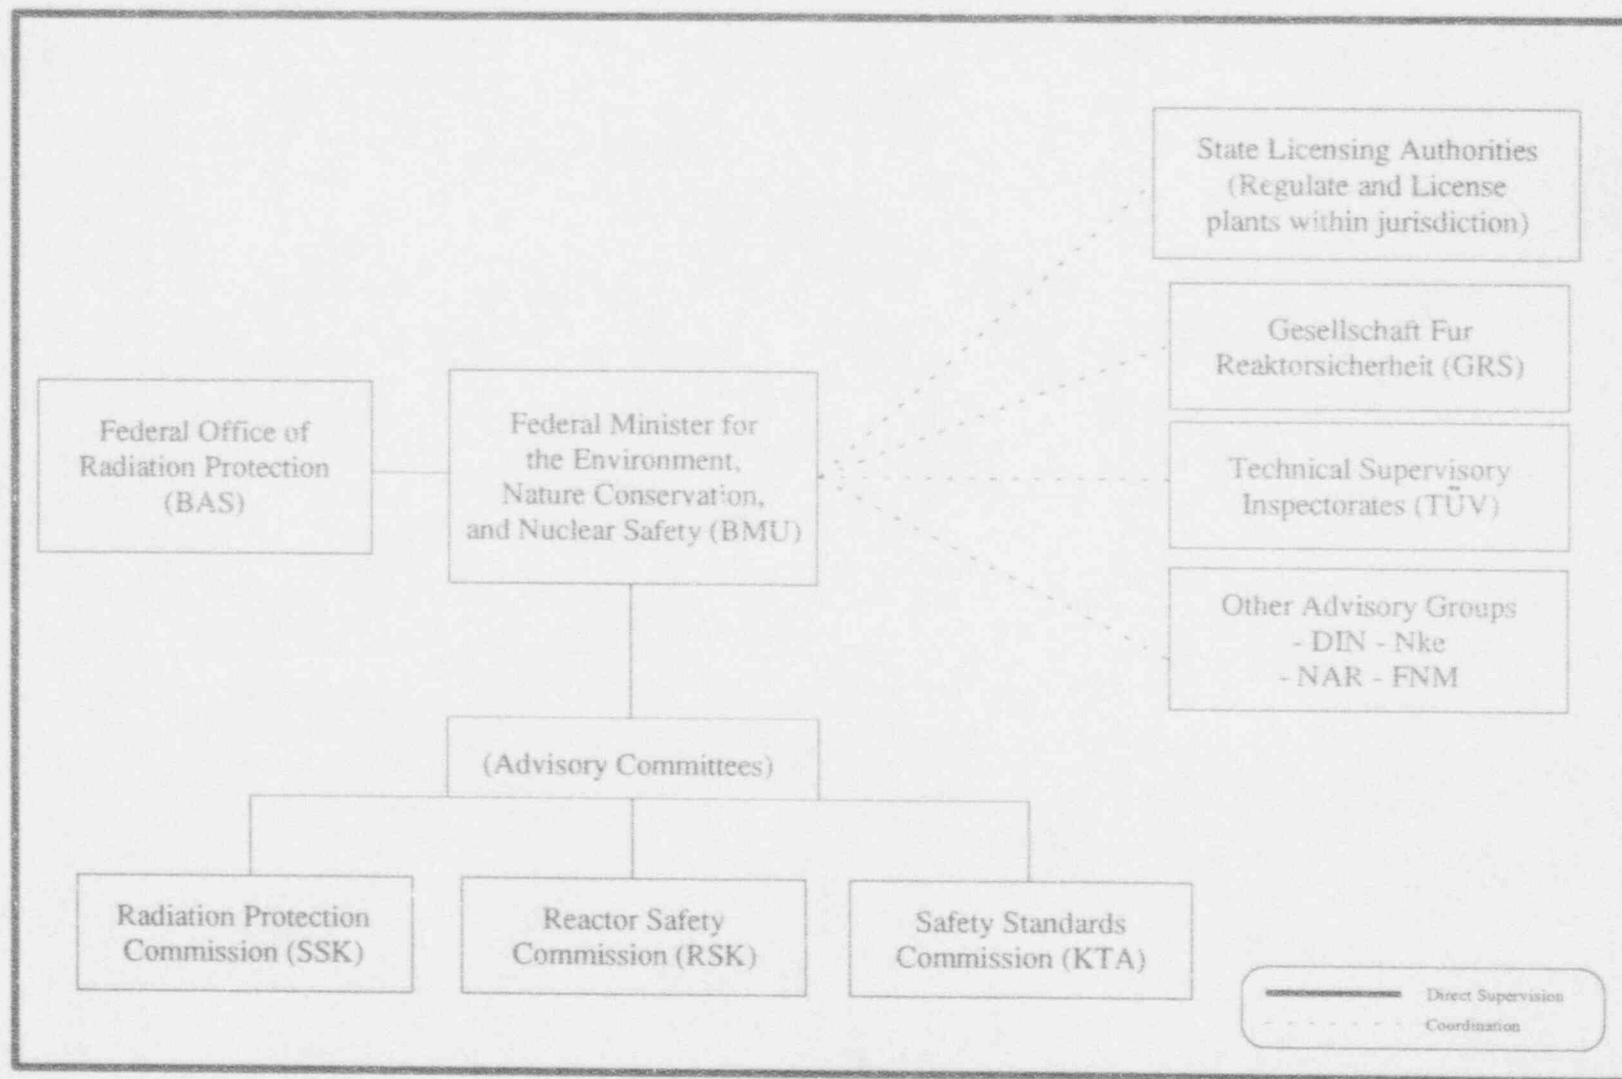 State Licensing Authorities
(Regulate and License
plants within jurisdiction)
Gesellschaft Fur
Reaktorsicherheit (GRS)
Federal Office of
Radiation Protection
(BAS)
Federal Minister for
the Environment,
Nature Conservation,
and Nuclear Safety (BMU)
Technical Supervisory
Inspectorates (TÜV)
Other Advisory Groups
- DIN - Nke
- NAR - FNM
(Advisory Committees)
Radiation Protection
Commission (SSK)
Reactor Safety
Commission (RSK)
Safety Standards
Commission (KTA)
Direct Supervision
Coordination